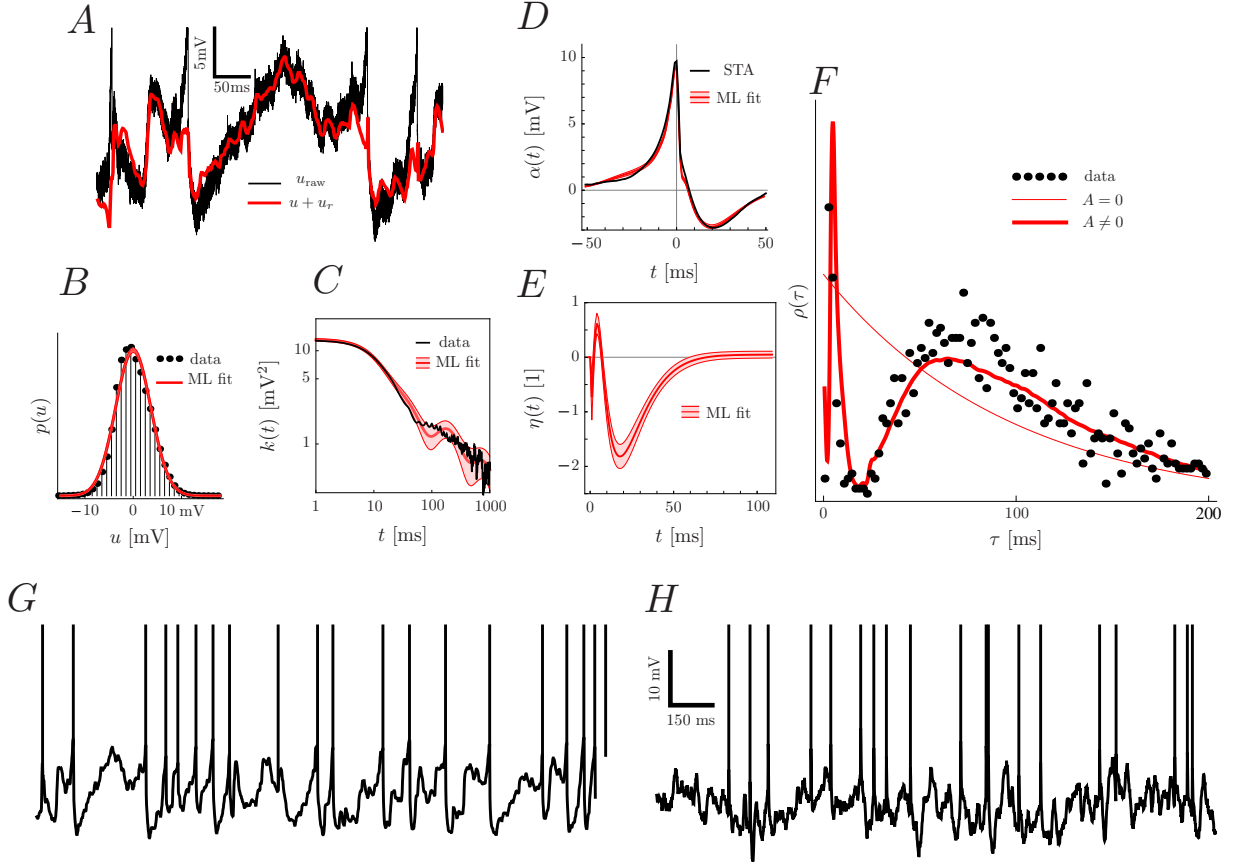 A
5mV
50ms
u_raw
u + u_r
B
p(u)
data
ML fit
−10
0
10 mV
u [mV]
C
k(t) [mV²]
10
5
1
data
ML fit
1
10
100
1000
t [ms]
D
α(t) [mV]
10
5
0
STA
ML fit
−50
0
50
t [ms]
E
η(t) [1]
1
0
−1
−2
ML fit
0
50
100
t [ms]
F
ρ(τ)
data
A = 0
A ≠ 0
0
100
200
τ [ms]
G
H
10 mV
150 ms